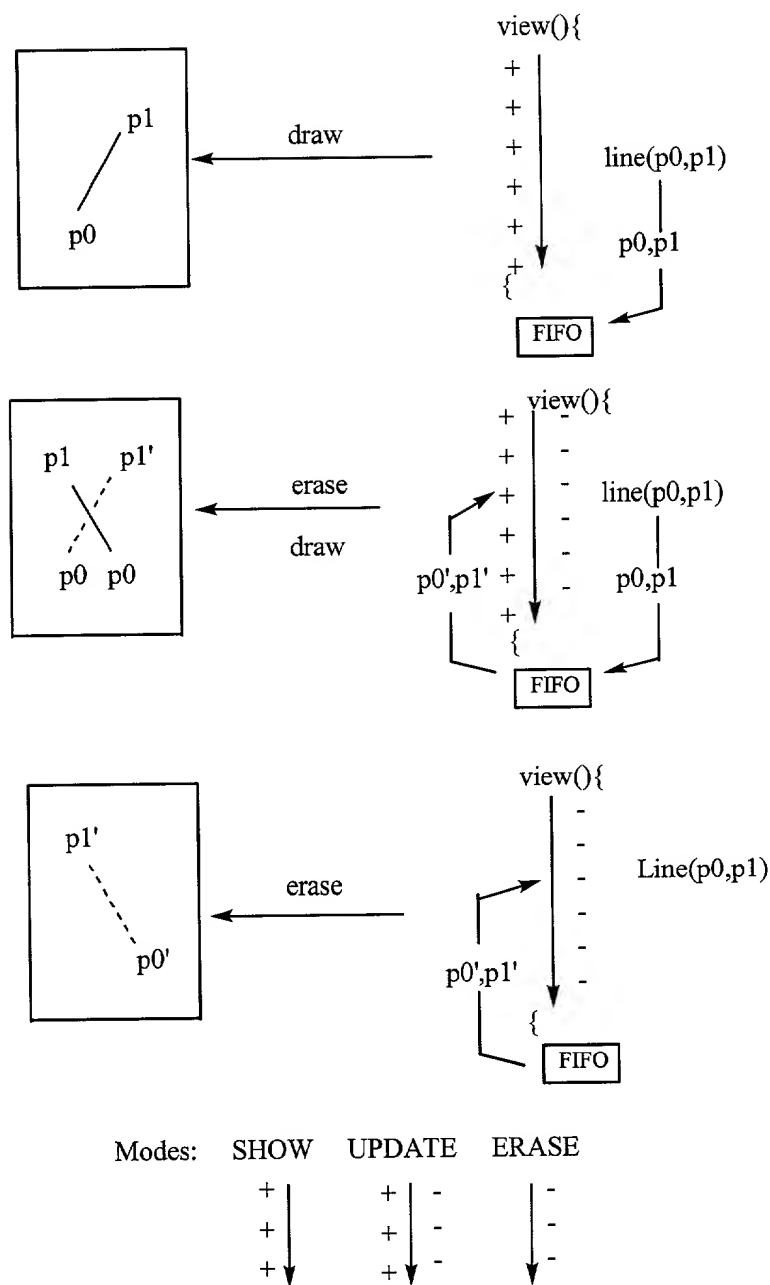 view(){
+
p1
+
draw
+
line(p0,p1)
+
p0
+
p0,p1
+
{
FIFO
view(){
+ -
p1 p1'
+ -
erase
+ -
line(p0,p1)
draw
+ -
p0 p0
p0',p1'
+ -
p0,p1
+
{
FIFO
view(){
-
p1'
-
Line(p0,p1)
erase
-
-
p0'
p0',p1'
-
-
{
FIFO
Modes: SHOW UPDATE ERASE
+ + - -
+ + - -
+ + - -